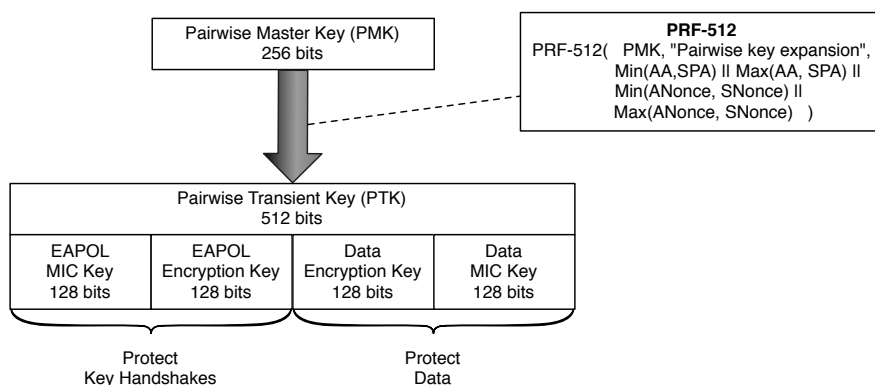 Pairwise Master Key (PMK)
256 bits
PRF-512
PRF-512( PMK, "Pairwise key expansion",
Min(AA,SPA) || Max(AA, SPA) ||
Min(ANonce, SNonce) ||
Max(ANonce, SNonce) )
Pairwise Transient Key (PTK)
512 bits
EAPOL
MIC Key
128 bits
EAPOL
Encryption Key
128 bits
Data
Encryption Key
128 bits
Data
MIC Key
128 bits
Protect
Key Handshakes
Protect
Data